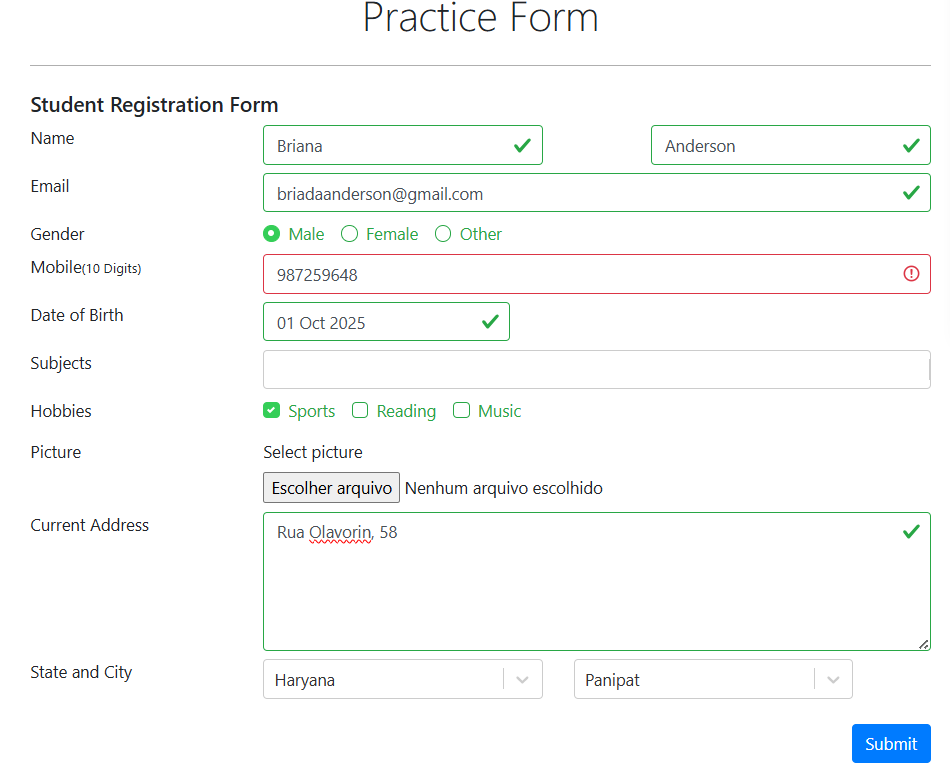 Practice Form
Student Registration Form
Name Briana Anderson
Email briadaanderson@gmail.com
Gender Male Female Other
Mobile(10 Digits) 987259648
Date of Birth 01 Oct 2025
Subjects
Hobbies Sports Reading Music
Picture Select picture
Escolher arquivo Nenhum arquivo escolhido
Current Address Rua Olavorin, 58
State and City Haryana Panipat
Submit